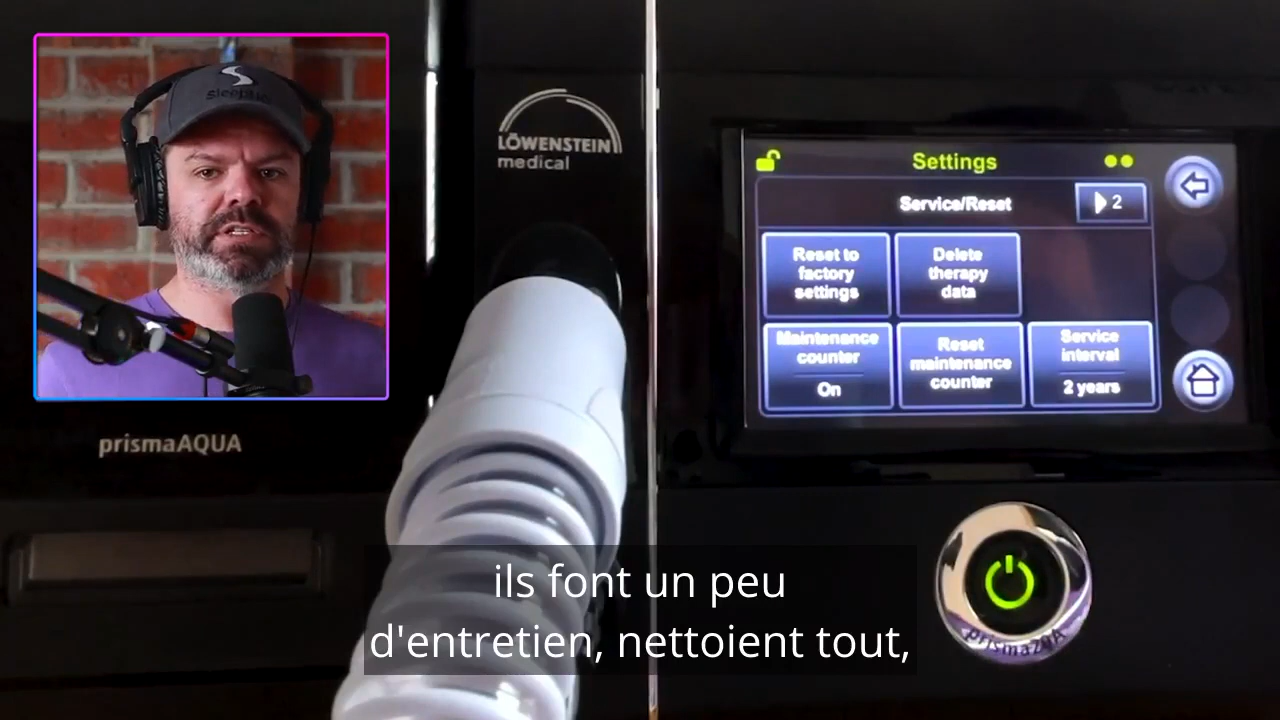 LÖWENSTEIN
medical
prismaAQUA
Settings
Service/Reset
2
Reset to
factory
settings
Delete
therapy
data
Maintenance
counter
On
Reset
maintenance
counter
Service
interval
2 years
prisma20A
ils font un peu
d'entretien, nettoient tout,